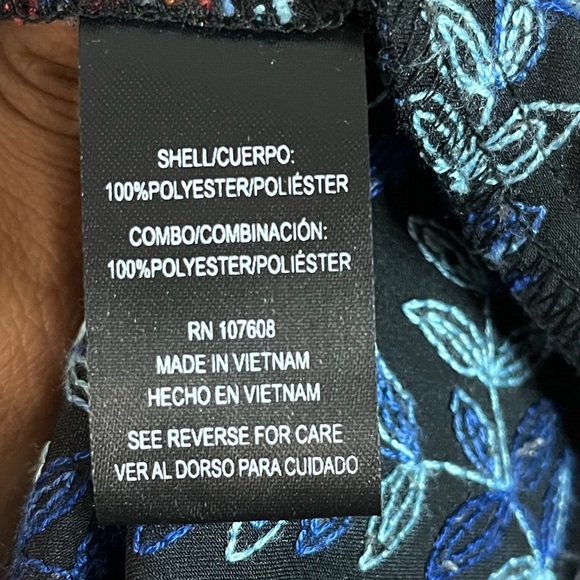 SHELL/CUERPO:
100%POLYESTER/POLIÉSTER
COMBO/COMBINACIÓN:
100%POLYESTER/POLIÉSTER
RN 107608
MADE IN VIETNAM
HECHO EN VIETNAM
SEE REVERSE FOR CARE
VER AL DORSO PARA CUIDADO